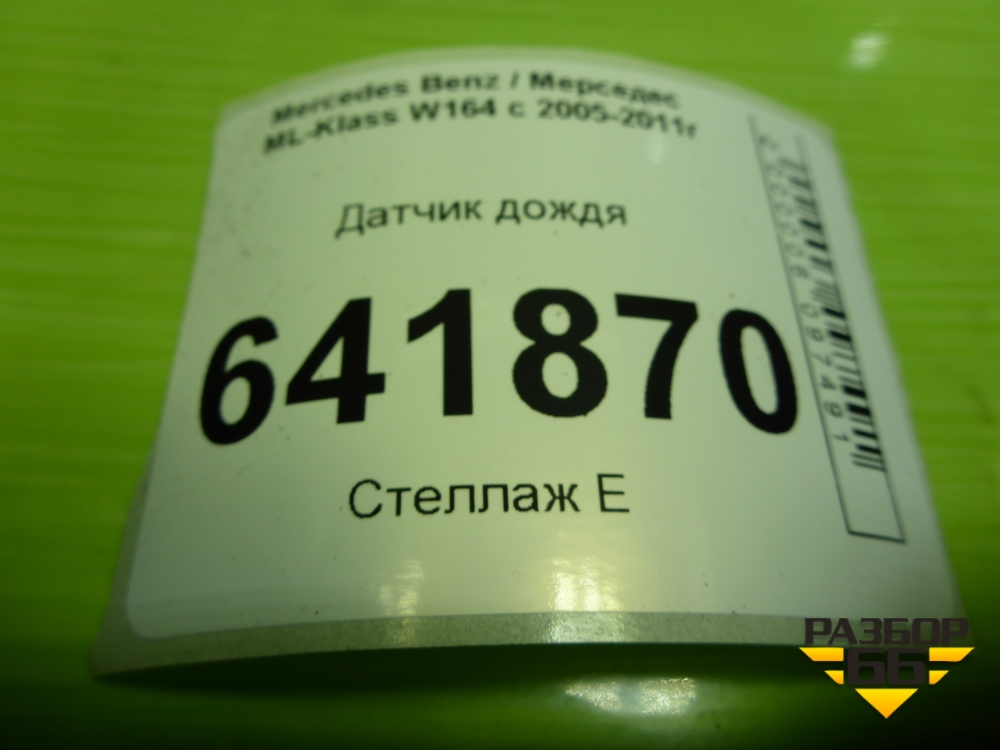 Mercedes Benz / Мерседес
ML-Klass W164 с 2005-2011г
Датчик дождя
641870
Стеллаж Е
РАЗБОР
66